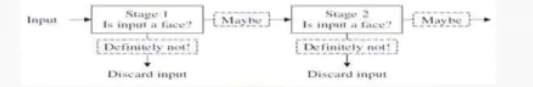 Input
Stage 1
Is input a face?
Maybe
Stage 2
Is input a face?
Maybe
Definitely not!
Definitely not!
Discard input
Discard input